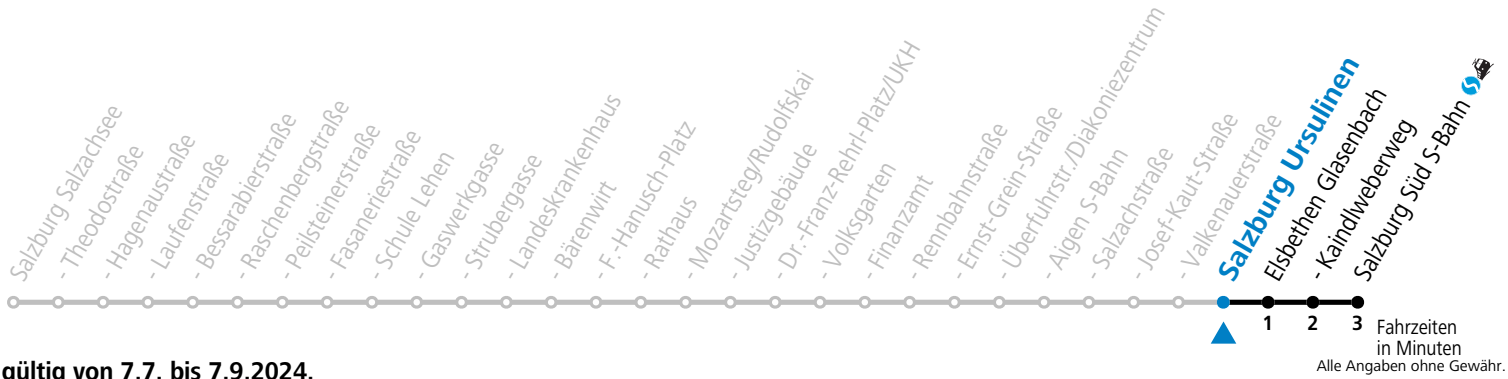 Salzburg Salzachsee
- Theodostraße
- Hagenaustraße
- Laufenstraße
- Bessarabierstraße
- Raschenbergstraße
- Peilsteinerstraße
- Fasaneriestraße
- Schule Lehen
- Gaswerkgasse
- Strubergasse
- Landeskrankenhaus
- Bärenwirt
- F.-Hanusch-Platz
- Rathaus
- Mozartsteg/Rudolfskai
- Justizgebäude
- Dr.-Franz-Rehrl-Platz/UKH
- Volksgarten
- Finanzamt
- Rennbahnstraße
- Ernst-Grein-Straße
- Überfuhrstr./Diakoniezentrum
- Aigen S-Bahn
- Salzachstraße
- Josef-Kaut-Straße
- Valkenauerstraße
Salzburg Ursulinen
Elsbethen Glasenbach
- Kaindlweberweg
Salzburg Süd S-Bahn
1 2 3 Fahrzeiten
in Minuten
Alle Angaben ohne Gewähr.
gültig von 7.7. bis 7.9.2024.